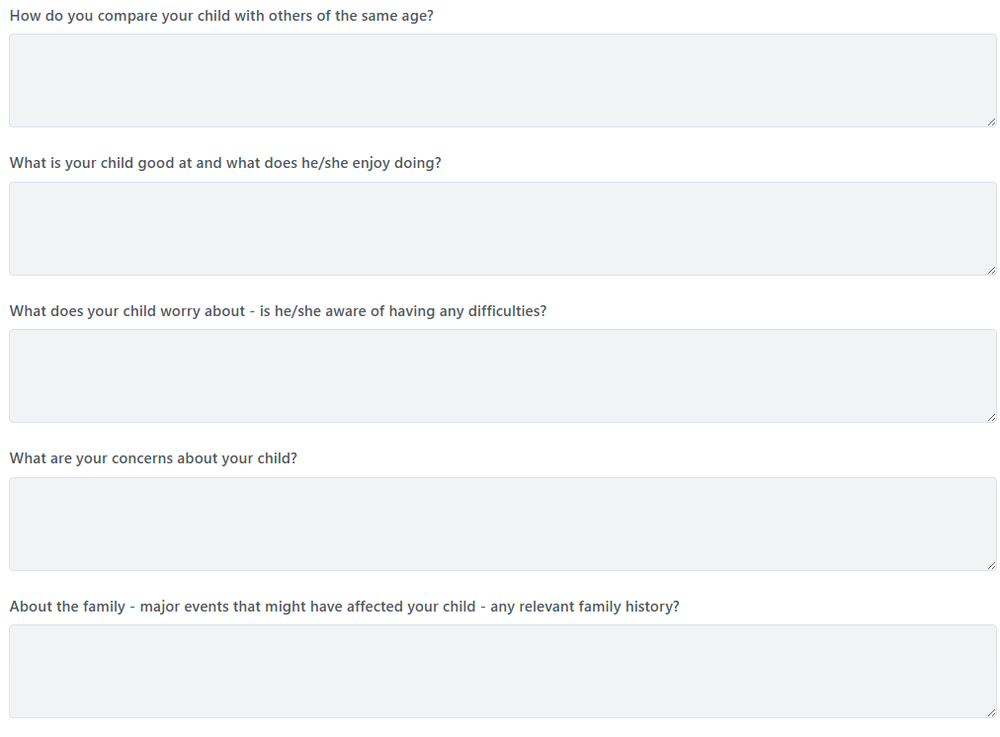 How do you compare your child with others of the same age?
What is your child good at and what does he/she enjoy doing?
What does your child worry about - is he/she aware of having any difficulties?
What are your concerns about your child?
About the family - major events that might have affected your child - any relevant family history?